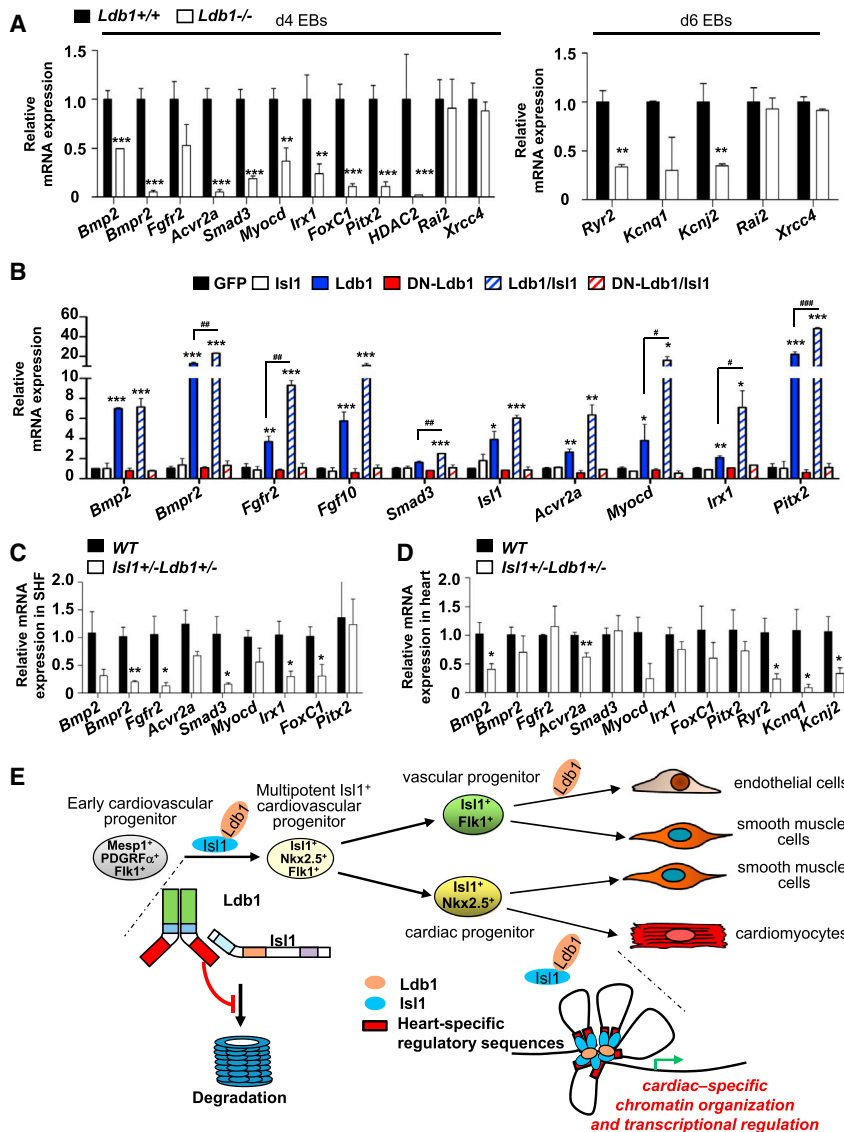 A
Ldb1+/+ Ldb1-/- d4 EBs
d6 EBs
Relative
mRNA expression
1.5
1.0
0.5
0
*** *** *** *** ** ** *** *** ***
Bmp2 Bmpr2 Fgfr2 Acvr2a Smad3 Myocd Irx1 FoxC1 Pitx2 HDAC2 Rai2 Xrcc4
Relative
mRNA expression
1.5
1.0
0.5
0
** **
Ryr2 Kcnq1 Kcnj2 Rai2 Xrcc4
B
GFP Isl1 Ldb1 DN-Ldb1 Ldb1/Isl1 DN-Ldb1/Isl1
Relative
mRNA expression
60
40
20
8
6
4
2
0
*** *** *** ## *** ** ## *** *** *** ## *** * *** ** ** * # * ** # * *** ### ***
Bmp2 Bmpr2 Fgfr2 Fgf10 Smad3 Isl1 Acvr2a Myocd Irx1 Pitx2
C
WT
Isl1+/-Ldb1+/-
Relative mRNA
expression in SHF
2.0
1.5
1.0
0.5
0
** * * * *
Bmp2 Bmpr2 Fgfr2 Acvr2a Smad3 Myocd Irx1 FoxC1 Pitx2
D
WT
Isl1+/-Ldb1+/-
Relative mRNA
expression in heart
2.0
1.5
1.0
0.5
0
* ** * * *
Bmp2 Bmpr2 Fgfr2 Acvr2a Smad3 Myocd Irx1 FoxC1 Pitx2 Ryr2 Kcnq1 Kcnj2
E
Early cardiovascular
progenitor
Mesp1+
PDGRFα+
Flk1+
Ldb1
Isl1
Multipotent Isl1+
cardiovascular
progenitor
Isl1+
Nkx2.5+
Flk1+
vascular progenitor
Isl1+
Flk1+
Ldb1
endothelial cells
smooth muscle
cells
smooth muscle
cells
Isl1+
Nkx2.5+
cardiac progenitor
cardiomyocytes
Ldb1
Isl1
Ldb1
Isl1
Degradation
Ldb1
Isl1
Heart-specific
regulatory sequences
cardiac–specific
chromatin organization
and transcriptional regulation